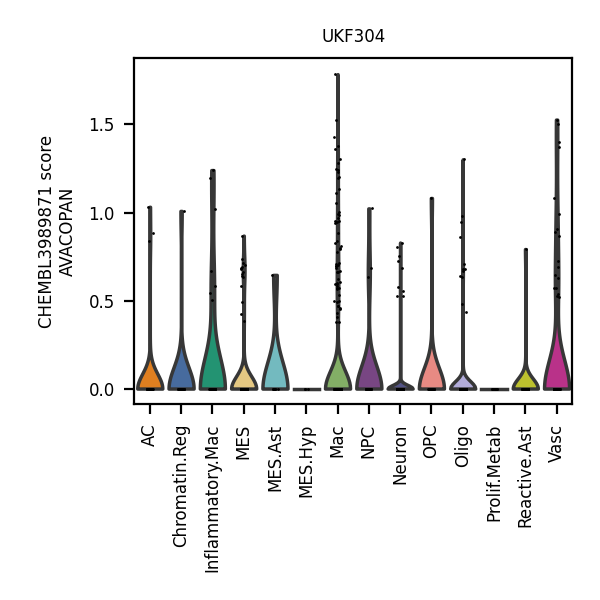 UKF304
CHEMBL3989871 score
AVACOPAN
1.5
1.0
0.5
0.0
AC
Chromatin.Reg
Inflammatory.Mac
MES
MES.Ast
MES.Hyp
Mac
NPC
Neuron
OPC
Oligo
Prolif.Metab
Reactive.Ast
Vasc